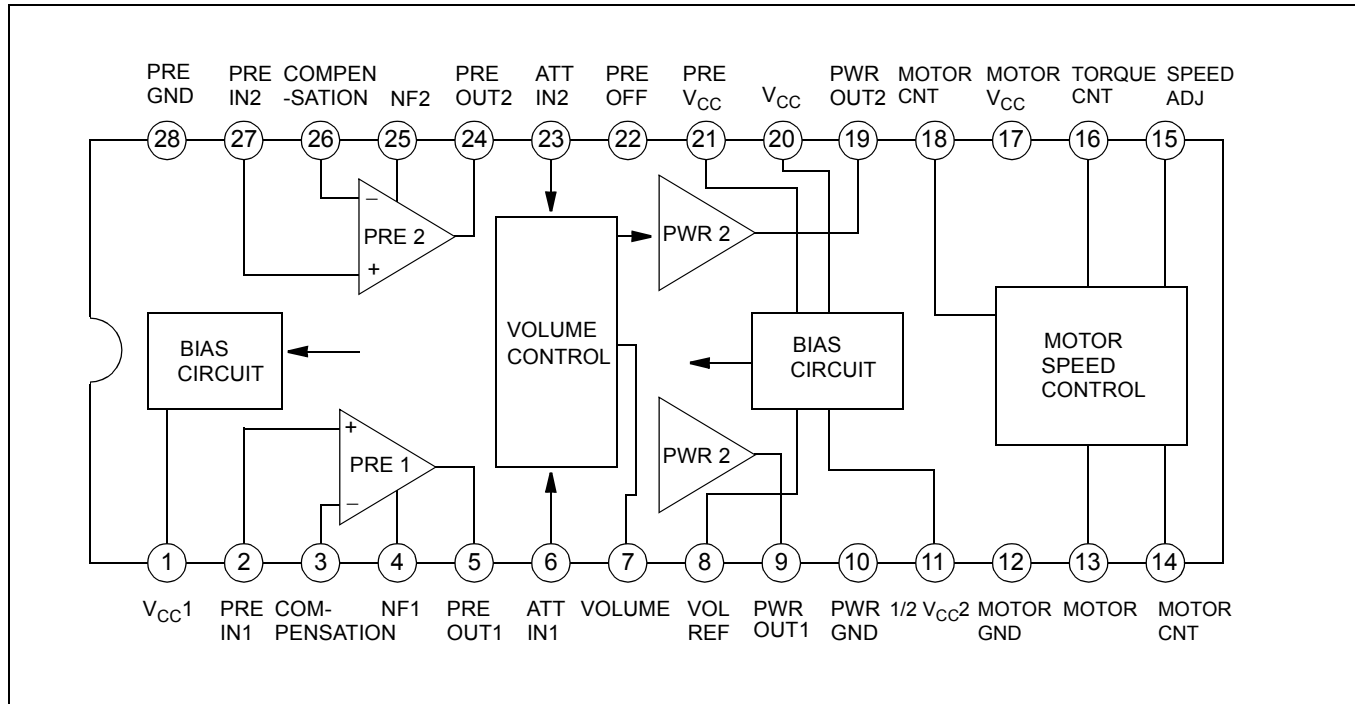 PRE
GND
PRE
IN2
COMPEN
-SATION
NF2
PRE
OUT2
ATT
IN2
PRE
OFF
PRE
VCC
VCC
PWR
OUT2
MOTOR
CNT
MOTOR
VCC
TORQUE
CNT
SPEED
ADJ
28
27
26
25
24
23
22
21
20
19
18
17
16
15
−
PRE 2
+
PWR 2
BIAS
CIRCUIT
VOLUME
CONTROL
BIAS
CIRCUIT
MOTOR
SPEED
CONTROL
+
PRE 1
−
PWR 2
1
2
3
4
5
6
7
8
9
10
11
12
13
14
VCC1
PRE
IN1
COM-
PENSATION
NF1
PRE
OUT1
ATT
IN1
VOLUME
VOL
REF
PWR
OUT1
PWR
GND
1/2 VCC2
MOTOR
GND
MOTOR
MOTOR
CNT